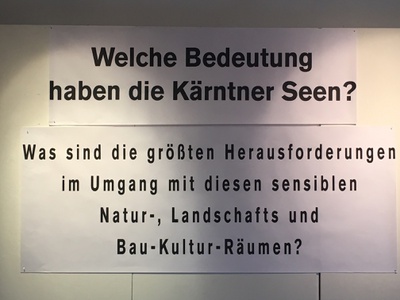 Welche Bedeutung
haben die Kärntner Seen?
Was sind die größten Herausforderungen
im Umgang mit diesen sensiblen
Natur-, Landschafts und
Bau-Kultur-Räumen?